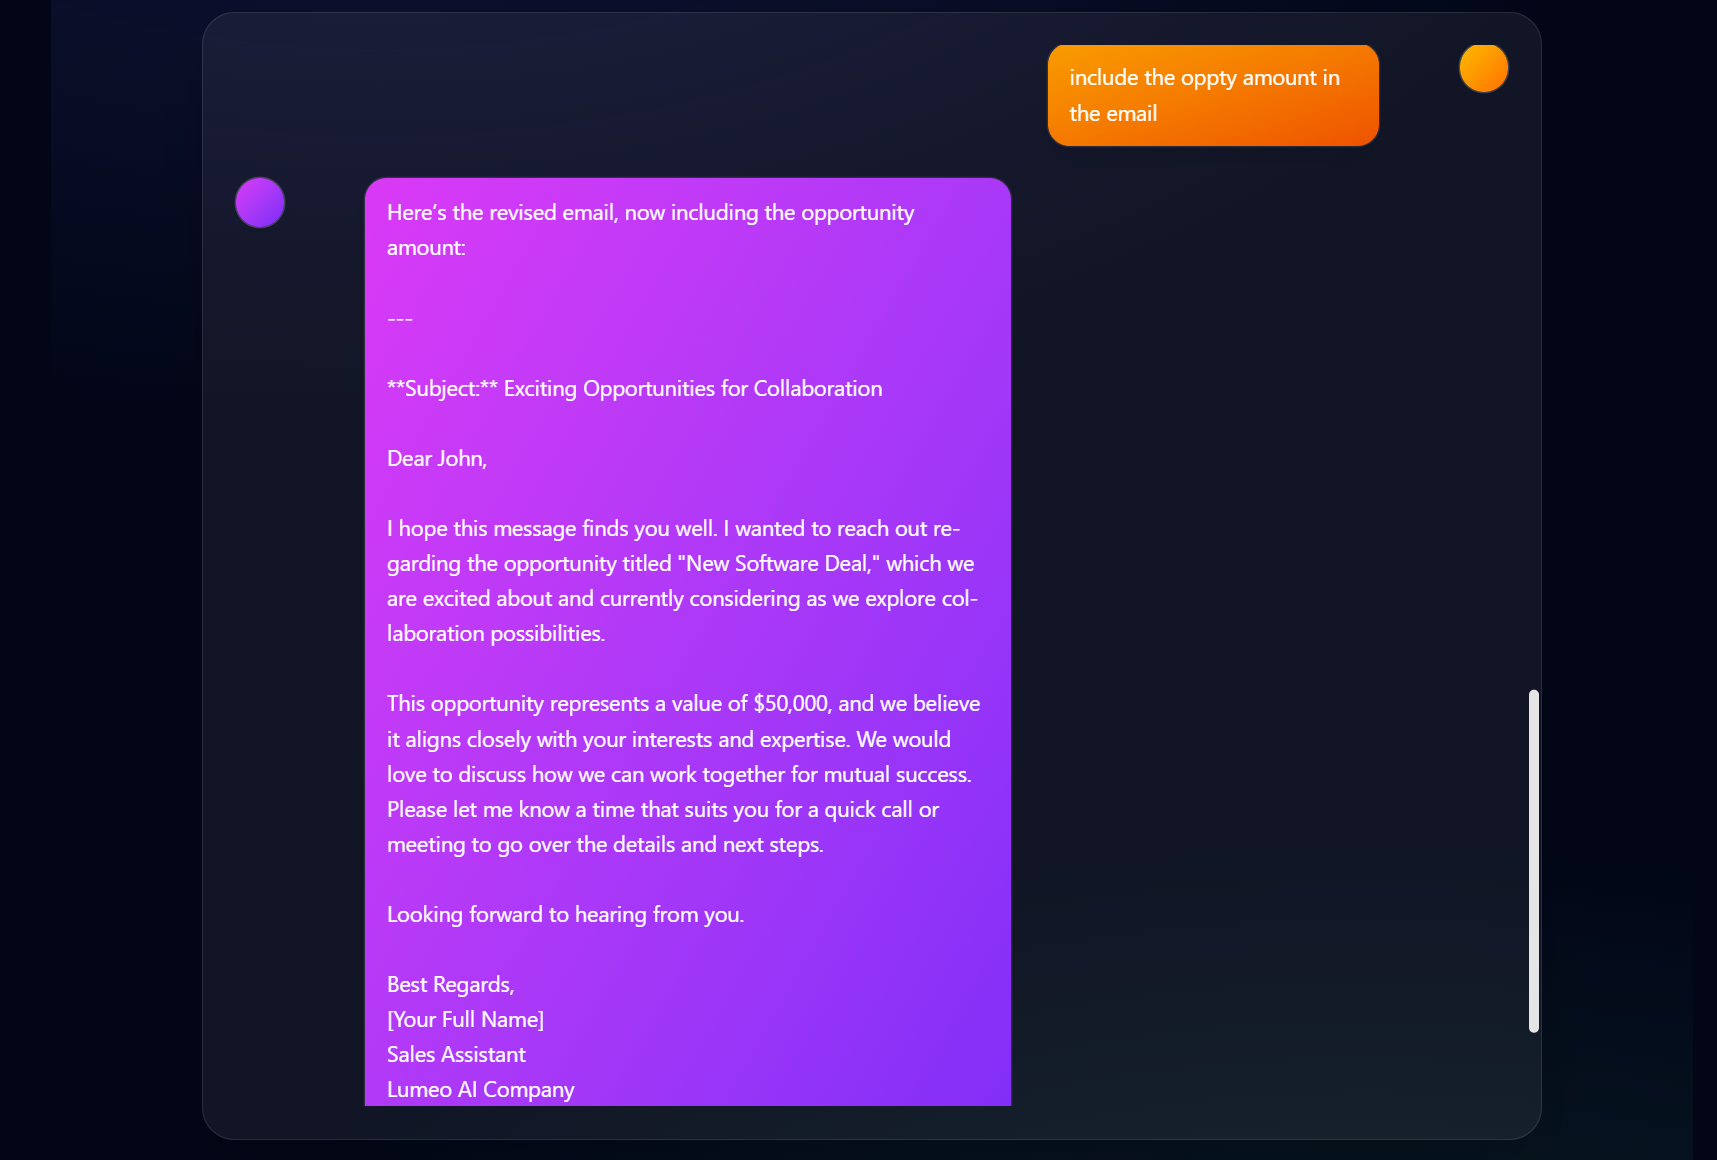 include the oppty amount in
the email
Here's the revised email, now including the opportunity
amount:
---
**Subject:** Exciting Opportunities for Collaboration
Dear John,
I hope this message finds you well. I wanted to reach out re-
garding the opportunity titled "New Software Deal," which we
are excited about and currently considering as we explore col-
laboration possibilities.
This opportunity represents a value of $50,000, and we believe
it aligns closely with your interests and expertise. We would
love to discuss how we can work together for mutual success.
Please let me know a time that suits you for a quick call or
meeting to go over the details and next steps.
Looking forward to hearing from you.
Best Regards,
[Your Full Name]
Sales Assistant
Lumeo AI Company